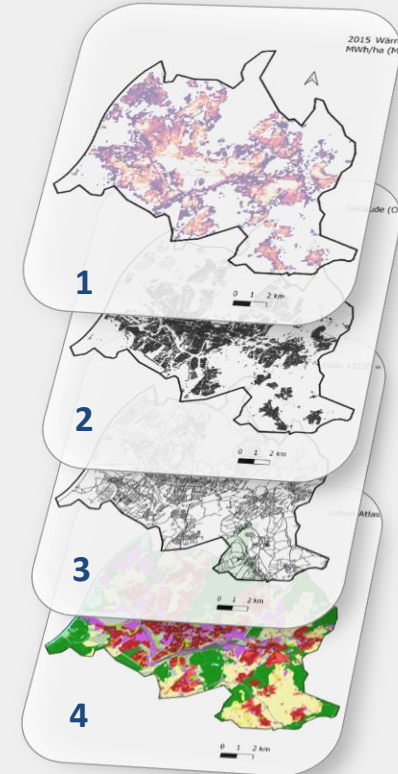 2015 Wärm
MWh/ha (M
0 1 2 km
1
Gebäude (O
0 1 2 km
2
0 1 2 km
3
Urban Atlas
0 1 2 km
4